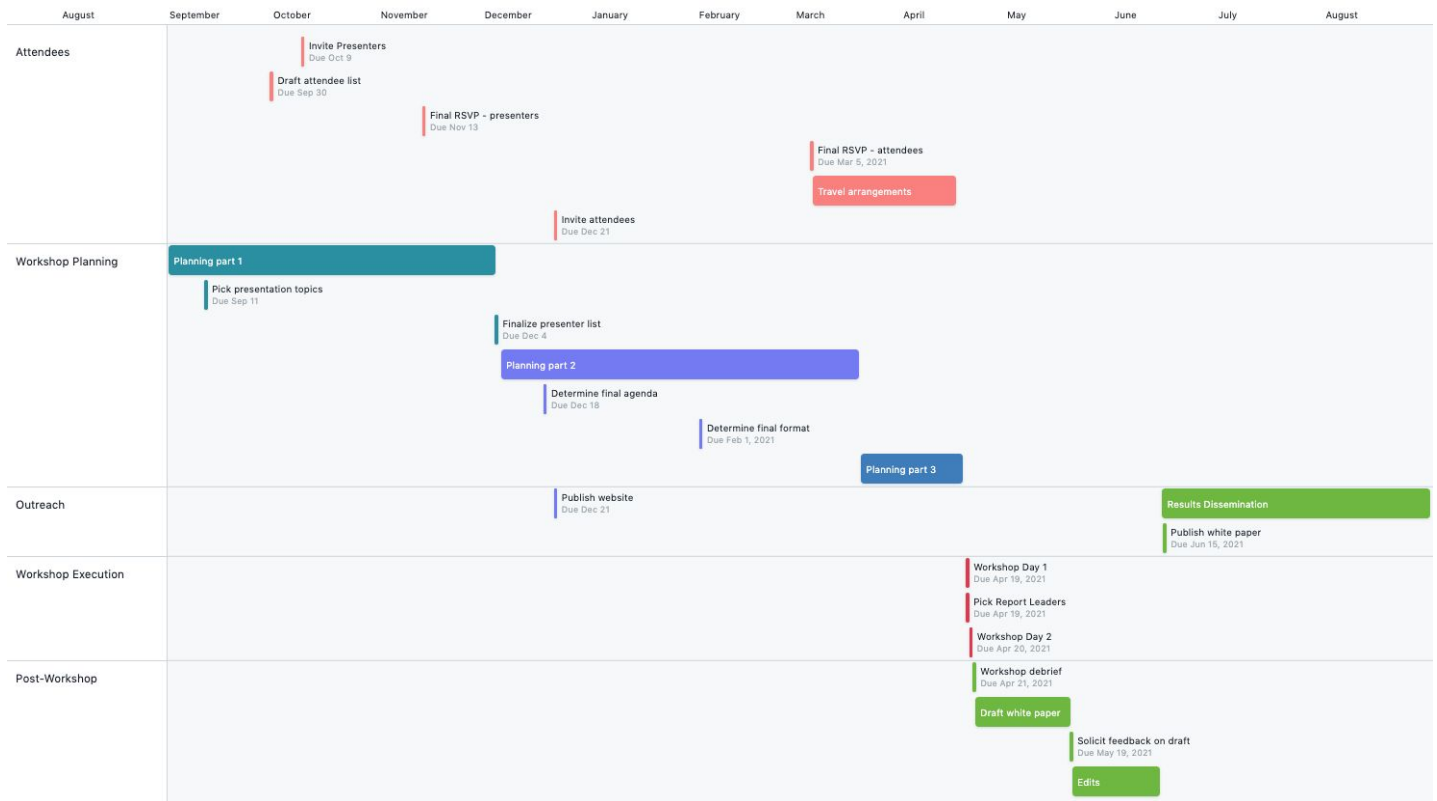 August September October November December January February March April May June July August
Attendees
Invite Presenters
Due Oct 9
Draft attendee list
Due Sep 30
Final RSVP - presenters
Due Nov 13
Final RSVP - attendees
Due Mar 5, 2021
Travel arrangements
Invite attendees
Due Dec 21
Workshop Planning
Planning part 1
Pick presentation topics
Due Sep 11
Finalize presenter list
Due Dec 4
Planning part 2
Determine final agenda
Due Dec 18
Determine final format
Due Feb 1, 2021
Planning part 3
Outreach
Publish website
Due Dec 21
Results Dissemination
Publish white paper
Due Jun 15, 2021
Workshop Execution
Workshop Day 1
Due Apr 19, 2021
Pick Report Leaders
Due Apr 19, 2021
Workshop Day 2
Due Apr 20, 2021
Post-Workshop
Workshop debrief
Due Apr 21, 2021
Draft white paper
Solicit feedback on draft
Due May 19, 2021
Edits